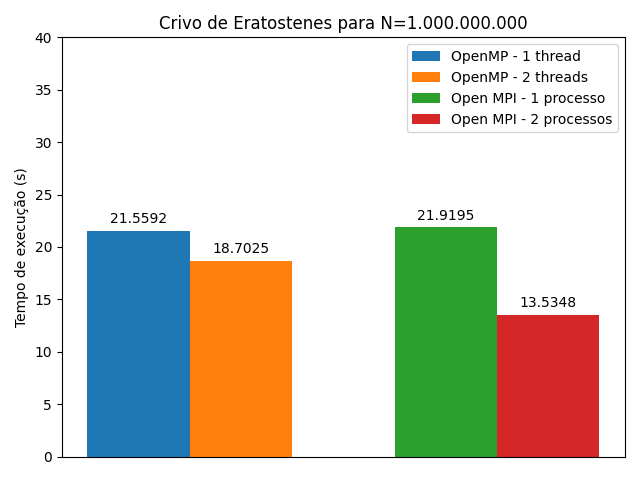 Crivo de Eratostenes para N=1.000.000.000
OpenMP - 1 thread
OpenMP - 2 threads
Open MPI - 1 processo
Open MPI - 2 processos
Tempo de execução (s)
40
35
30
25
20
15
10
5
0
21.5592
18.7025
21.9195
13.5348